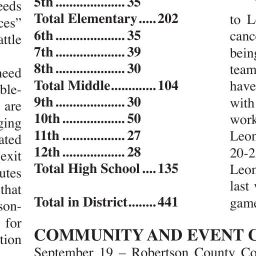 eeds
ces”
attle
need
ble-
are
ging
ated
exit
utes
that
son-
for
tion
5th .................... 35
Total Elementary ..... 202
6th .................... 35
7th .................... 39
8th .................... 30
Total Middle............. 104
9th .................... 30
10th .................. 50
11th .................. 27
12th .................. 28
Total High School .... 135
Total in District........ 441
COMMUNITY AND EVENT C
September 19 – Robertson County Co
to L
cance
being
team
have
with
work
Leon
20-2
Leon
last
game